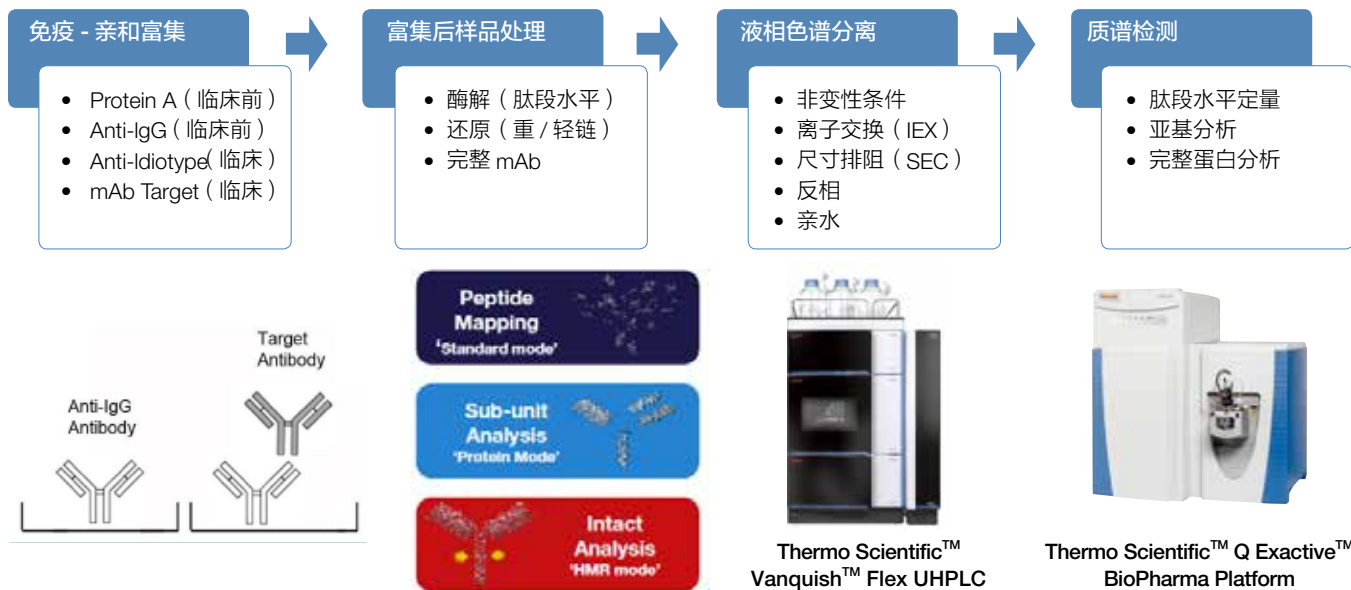 免疫 - 亲和富集
• Protein A（临床前）
• Anti-IgG（临床前）
• Anti-Idiotype（临床）
• mAb Target（临床）
富集后样品处理
• 酶解（肽段水平）
• 还原（重 / 轻链）
• 完整 mAb
液相色谱分离
• 非变性条件
• 离子交换（IEX）
• 尺寸排阻（SEC）
• 反相
• 亲水
质谱检测
• 肽段水平定量
• 亚基分析
• 完整蛋白分析
Anti-IgG
Antibody
Target
Antibody
Peptide
Mapping
'Standard mode'
Sub-unit
Analysis
'Protein Mode'
Intact
Analysis
'HMR mode'
Thermo Scientific™
Vanquish™ Flex UHPLC
Thermo Scientific™ Q Exactive™
BioPharma Platform